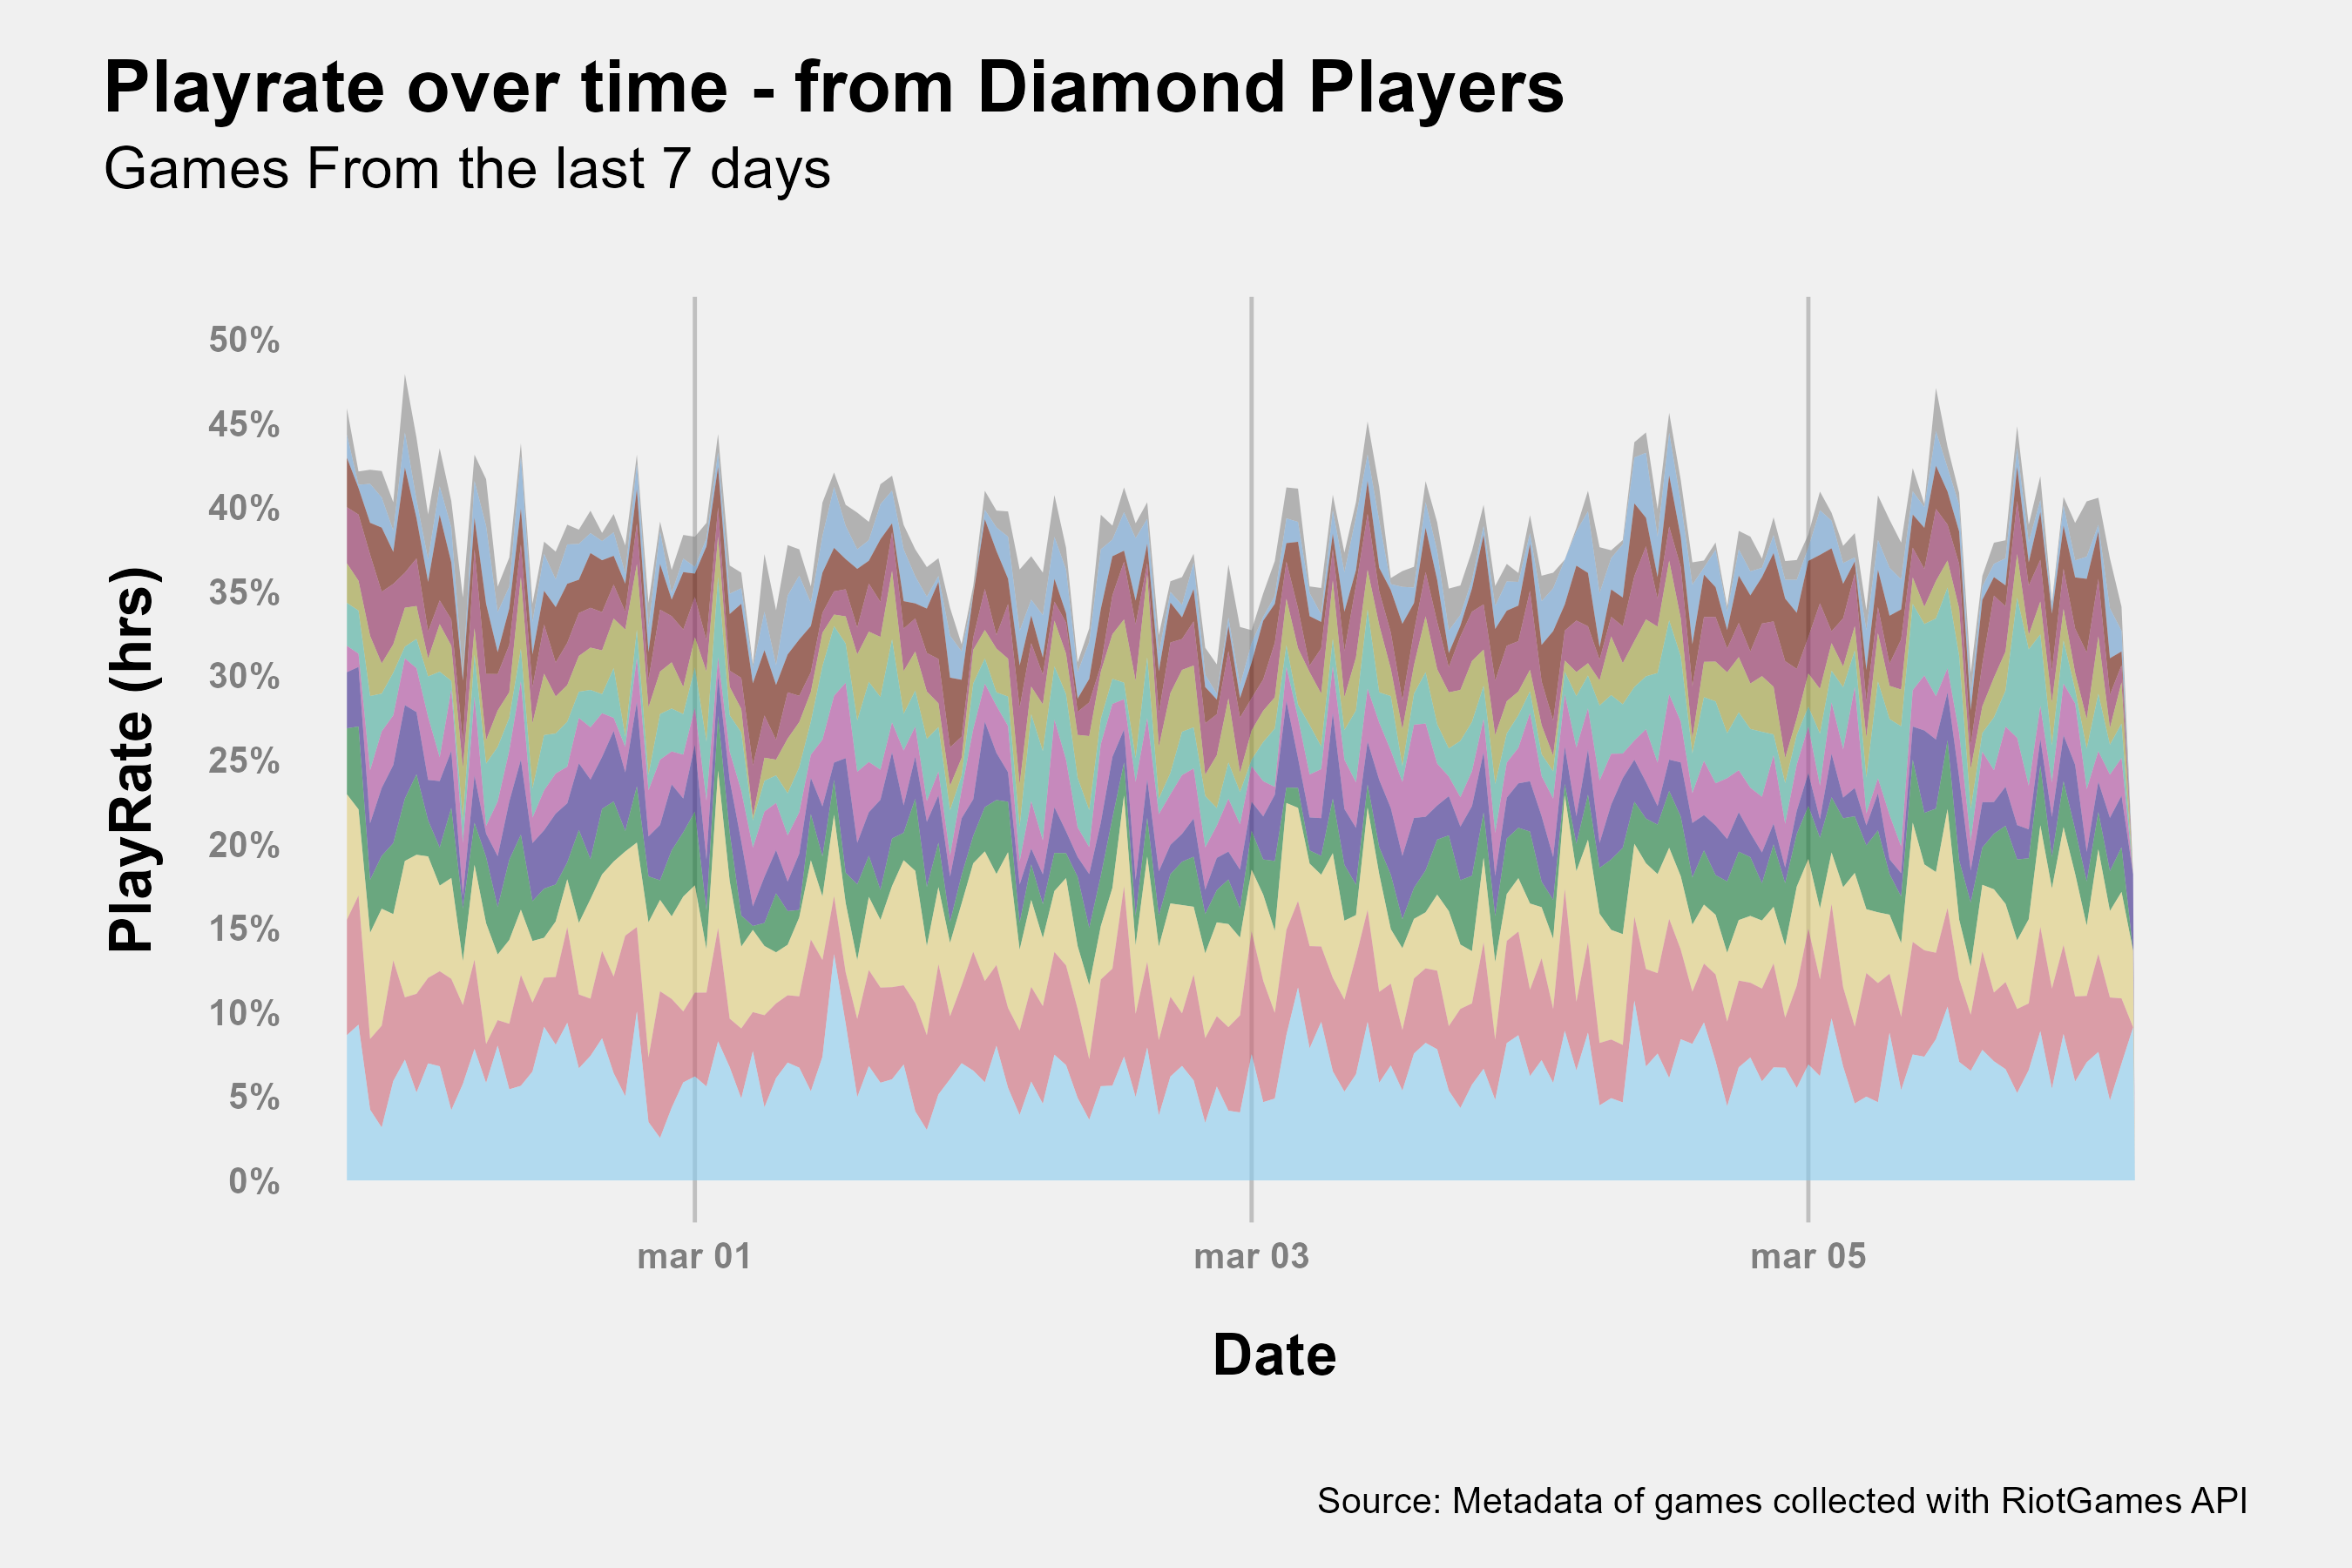 Playrate over time - from Diamond Players
Games From the last 7 days
PlayRate (hrs)
50%
45%
40%
35%
30%
25%
20%
15%
10%
5%
0%
mar 01
mar 03
mar 05
Date
Source: Metadata of games collected with RiotGames API